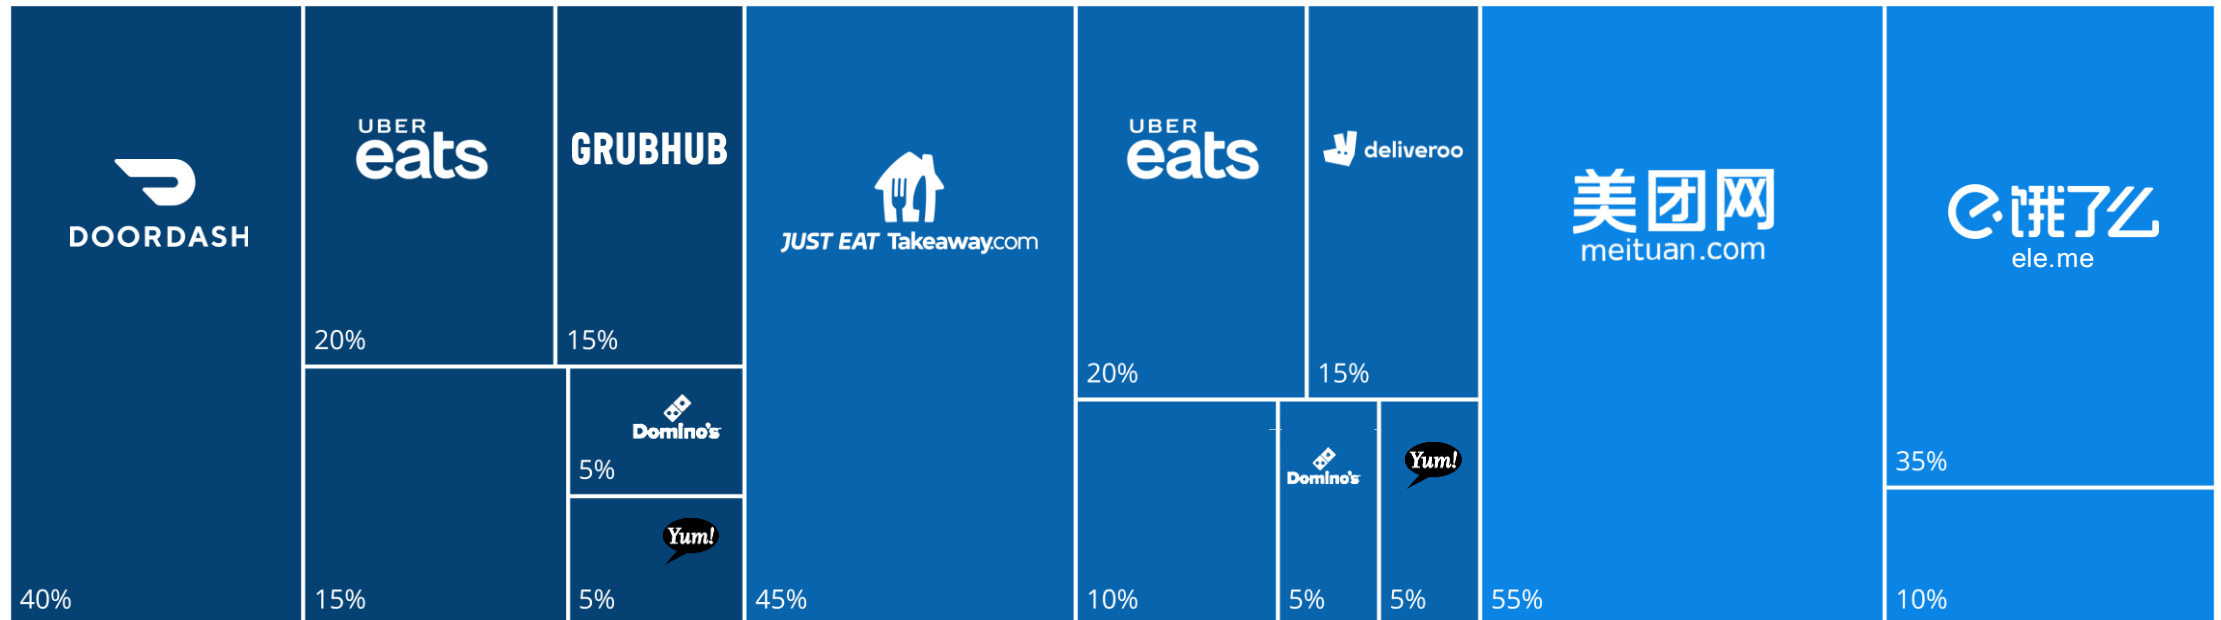 DOORDASH
40%
UBER
eats
20%
GRUBHUB
15%
15%
Domino's
5%
Yum!
5%
JUST EAT Takeaway.com
45%
UBER
eats
20%
deliveroo
15%
10%
Domino's
5%
Yum!
5%
美团网
meituan.com
55%
e 饿了么
ele.me
35%
10%